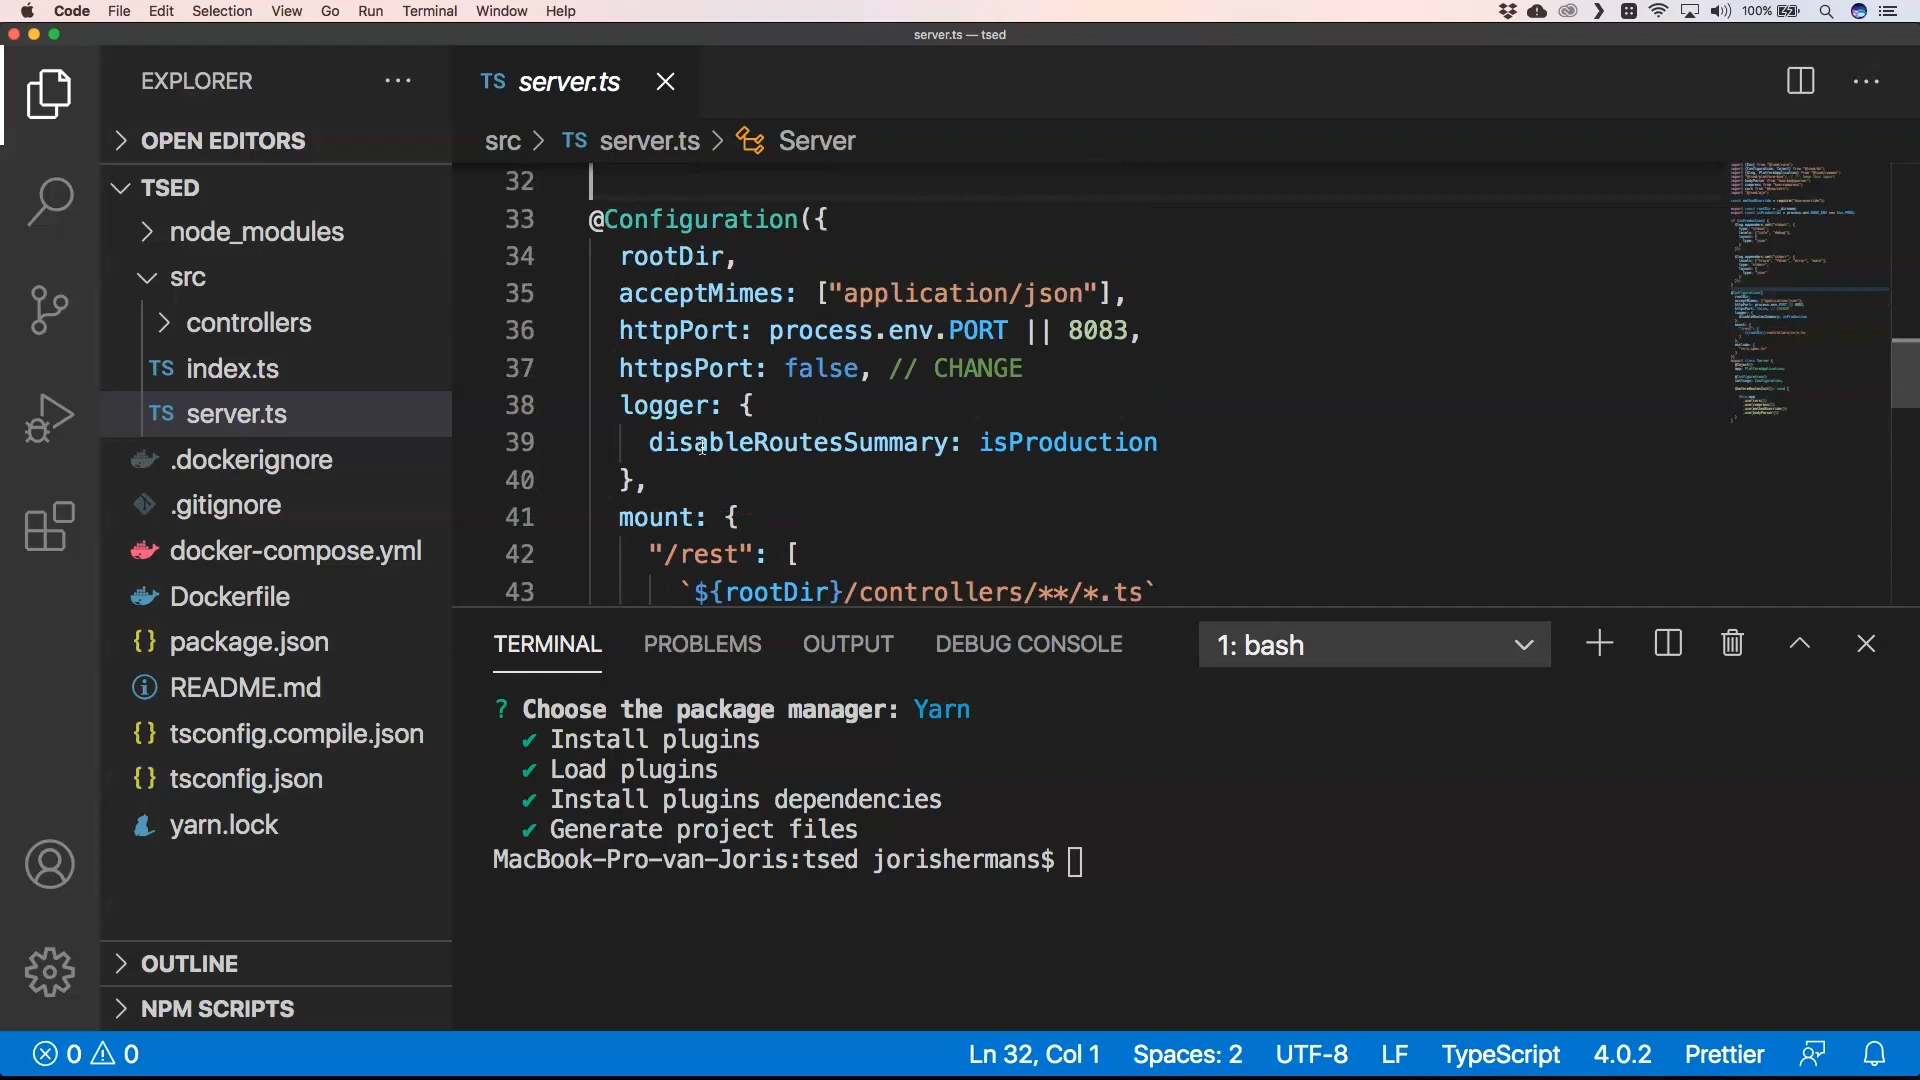 Code File Edit Selection View Go Run Terminal Window Help 100%
server.ts — tsed
EXPLORER
OPEN EDITORS
TSED
node_modules
src
controllers
TS index.ts
TS server.ts
.dockerignore
.gitignore
docker-compose.yml
Dockerfile
{} package.json
README.md
{} tsconfig.compile.json
{} tsconfig.json
yarn.lock
OUTLINE
NPM SCRIPTS
TS server.ts
src > TS server.ts > Server
32
33 @Configuration({
34 rootDir,
35 acceptMimes: ["application/json"],
36 httpPort: process.env.PORT || 8083,
37 httpsPort: false, // CHANGE
38 logger: {
39 disableRoutesSummary: isProduction
40 },
41 mount: {
42 "/rest": [
43 `${rootDir}/controllers/**/*.ts`
TERMINAL PROBLEMS OUTPUT DEBUG CONSOLE 1: bash
? Choose the package manager: Yarn
✔ Install plugins
✔ Load plugins
✔ Install plugins dependencies
✔ Generate project files
MacBook-Pro-van-Joris:tsed jorishermans$
0 0 Ln 32, Col 1 Spaces: 2 UTF-8 LF TypeScript 4.0.2 Prettier